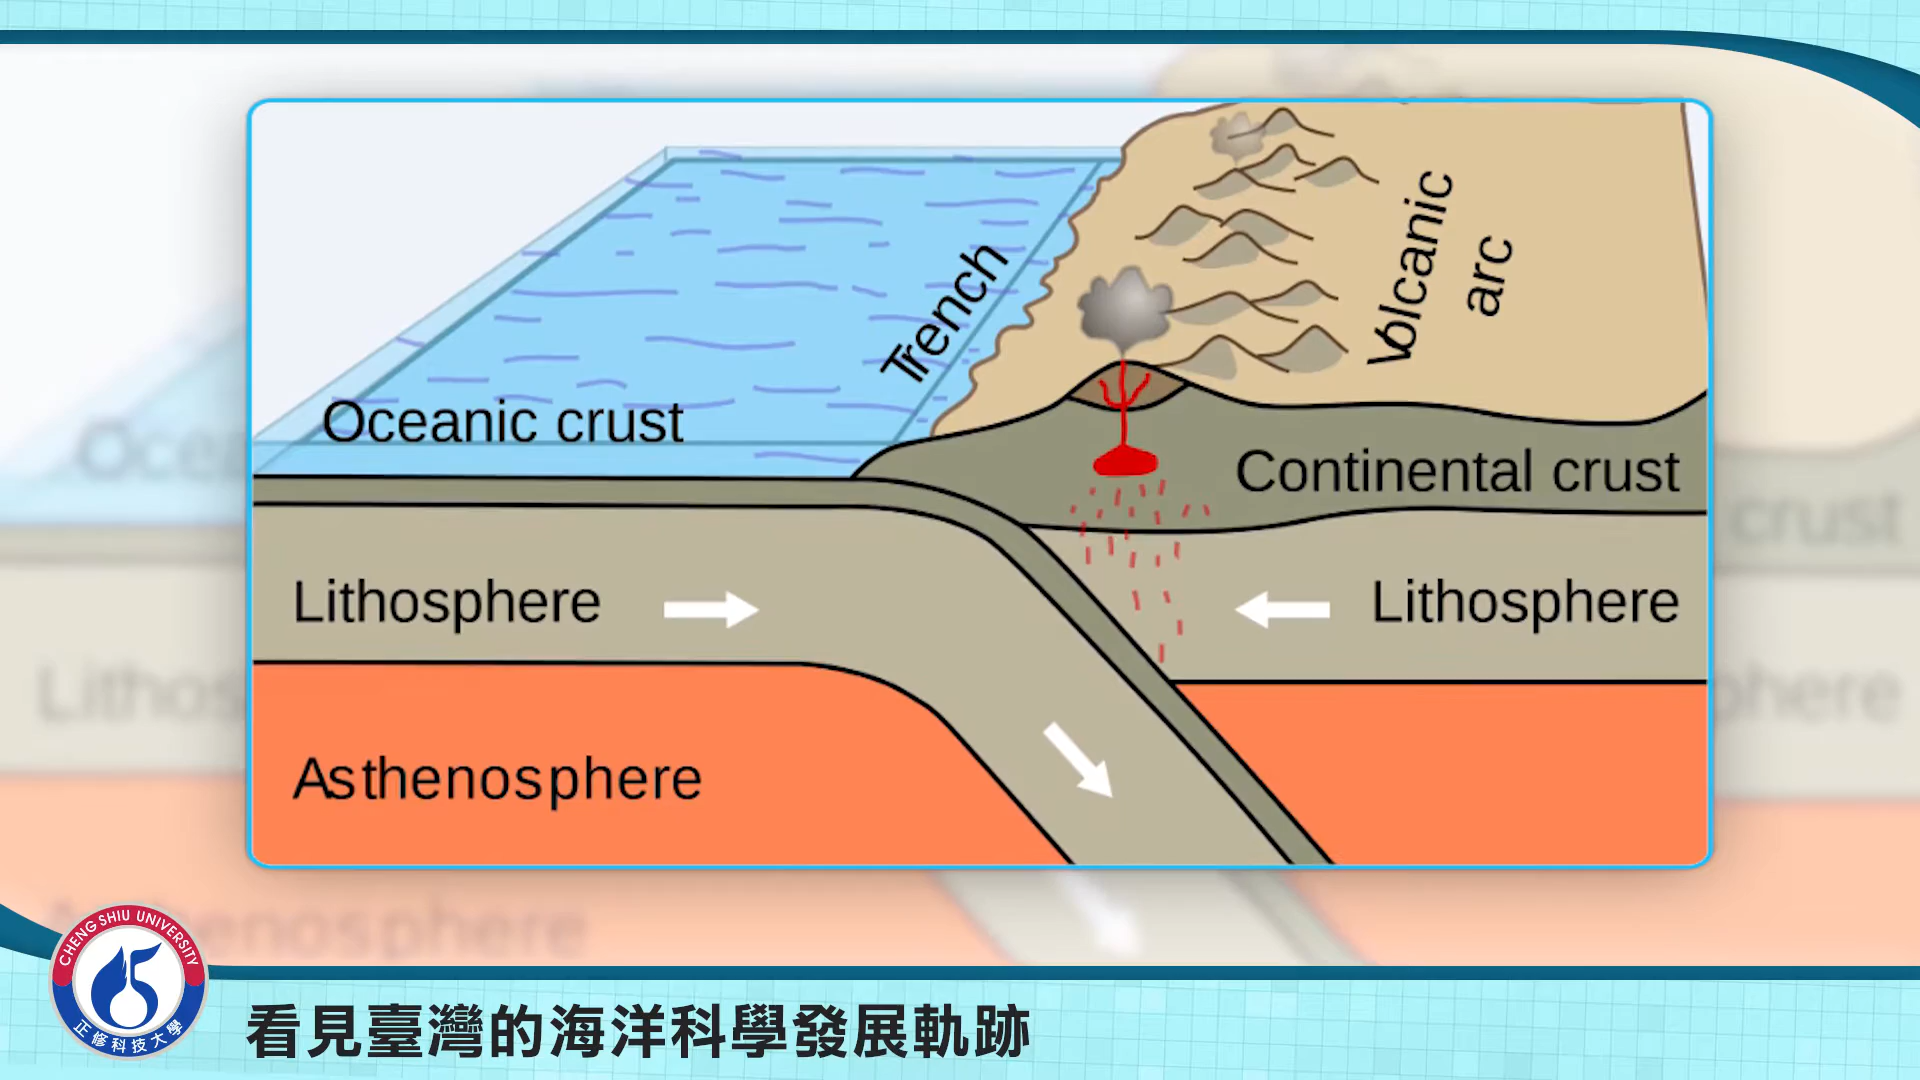 Trench
Volcanic
arc
Oceanic crust
Continental crust
Lithosphere
Lithosphere
Asthenosphere
CHENG SHIU UNIVERSITY
正修科技大學
看見臺灣的海洋科學發展軌跡